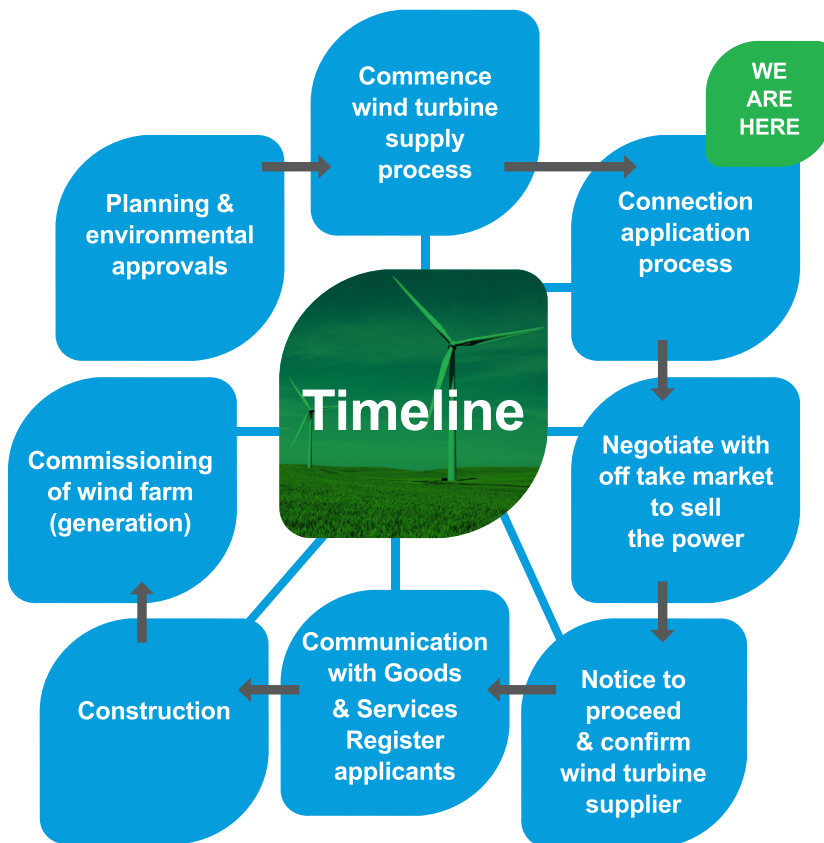 Commence
wind turbine
supply
process
WE
ARE
HERE
Planning &
environmental
approvals
Connection
application
process
Timeline
Commissioning
of wind farm
(generation)
Negotiate with
off take market
to sell
the power
Construction
Communication
with Goods
& Services
Register
applicants
Notice to
proceed
& confirm
wind turbine
supplier